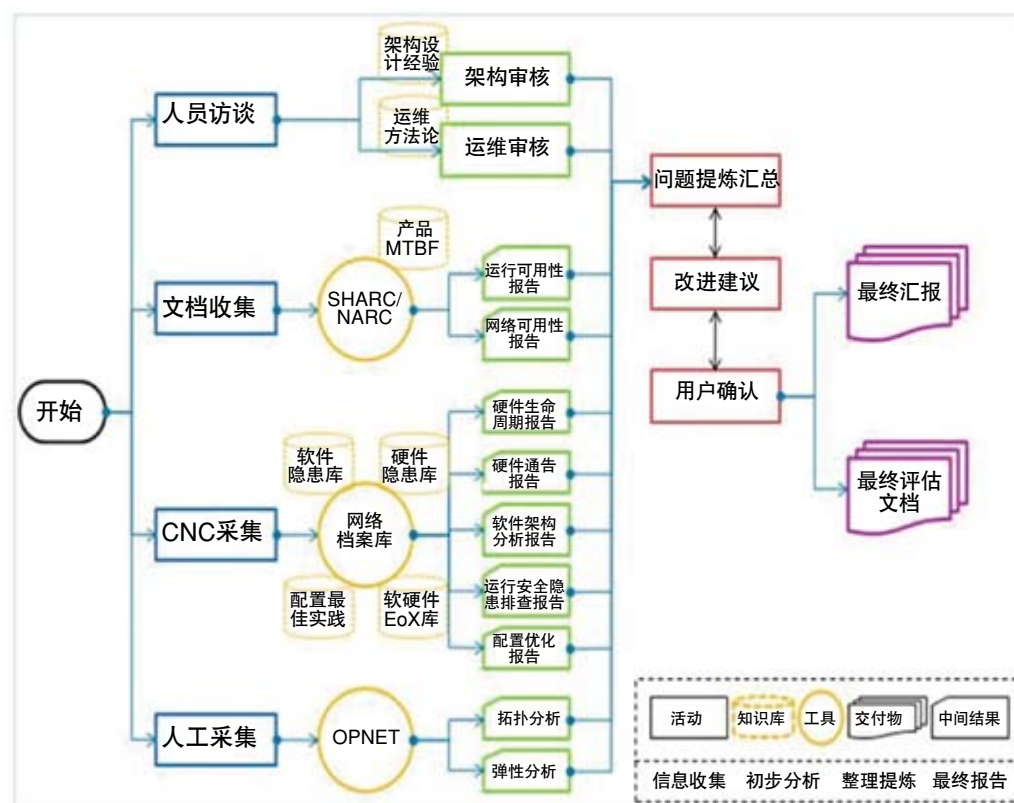 架构设
计经验
架构审核
人员访谈
运维
方法论
运维审核
问题提炼汇总
产品
MTBF
文档收集
SHARC/
NARC
运行可用性
报告
网络可用性
报告
改进建议
最终汇报
用户确认
开始
硬件生命
周期报告
软件
隐患库
硬件
隐患库
硬件通告
报告
最终评估
文档
CNC采集
网络
档案库
软件架构
分析报告
配置最
佳实践
软硬件
EoX库
运行安全隐
患排查报告
配置优化
报告
人工采集
OPNET
拓扑分析
弹性分析
活动
知识库
工具
交付物
中间结果
信息收集 初步分析 整理提炼 最终报告